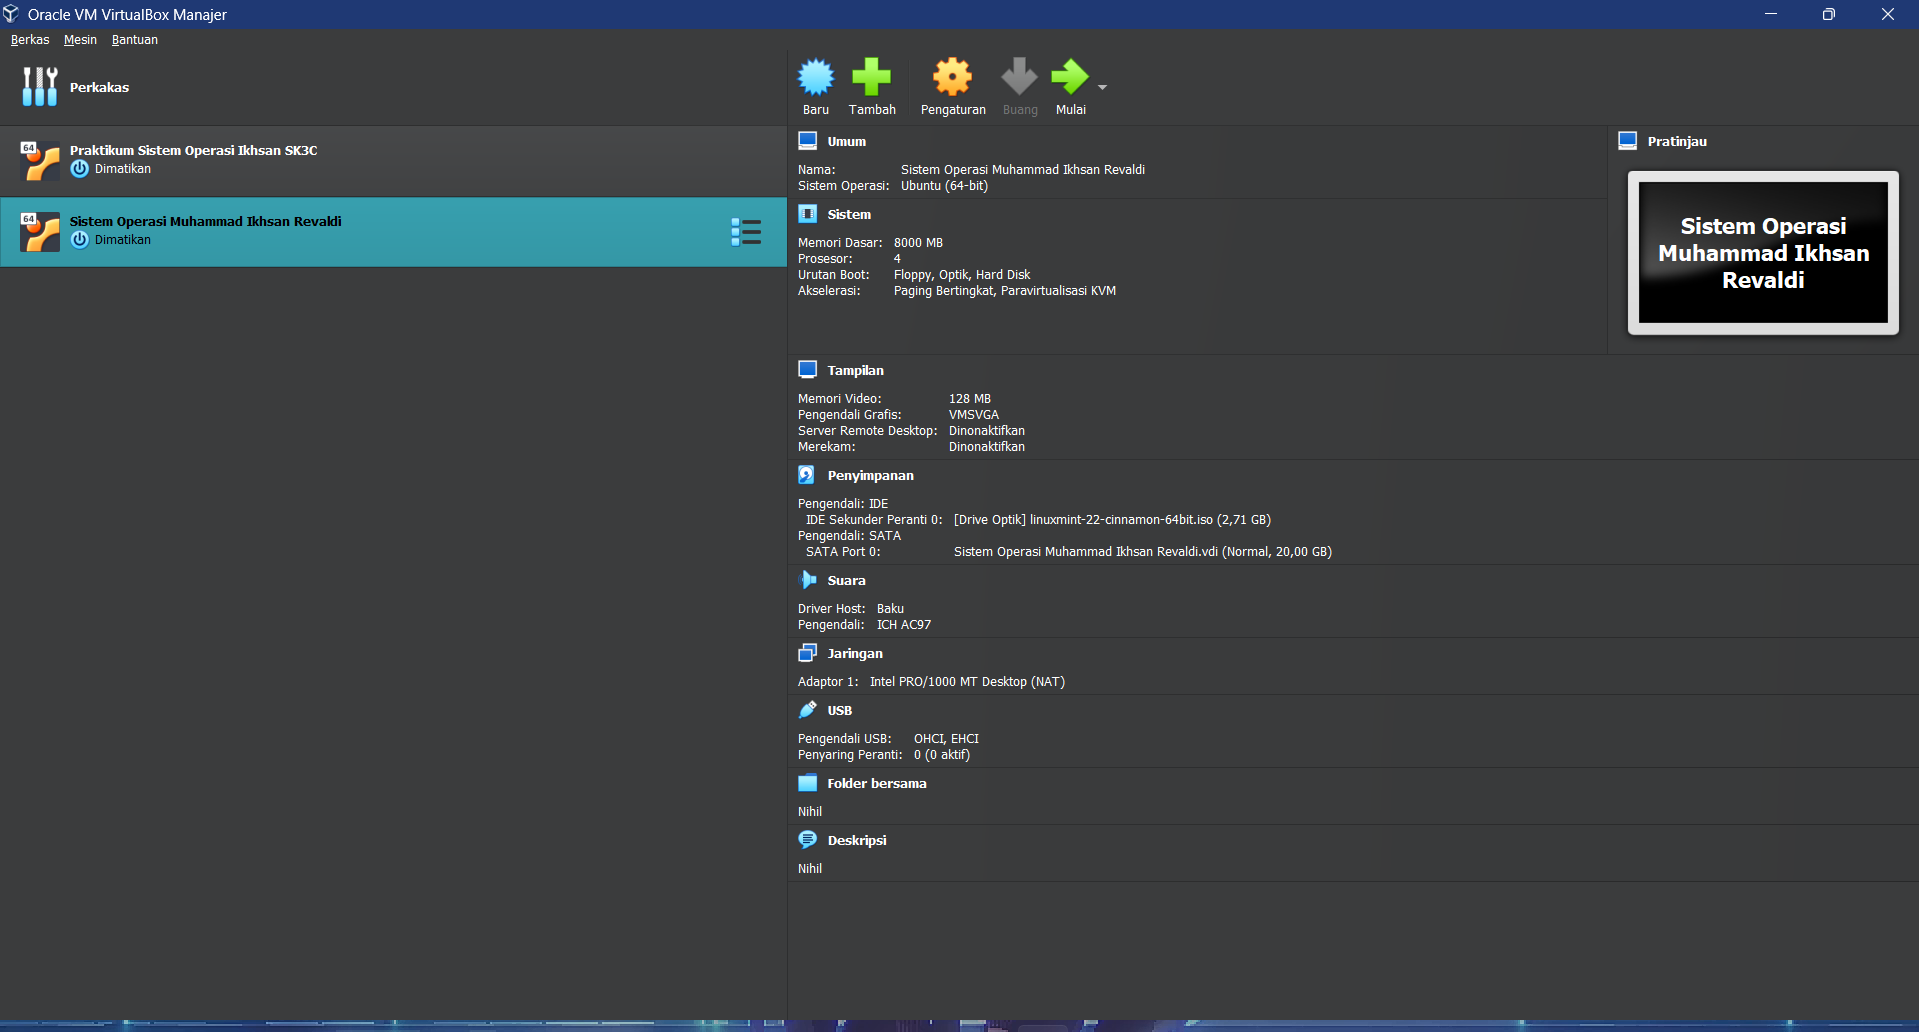 Oracle VM VirtualBox Manajer
Berkas Mesin Bantuan
Perkakas
Baru Tambah Pengaturan Buang Mulai
64
Praktikum Sistem Operasi Ikhsan SK3C
Dimatikan
64
Sistem Operasi Muhammad Ikhsan Revaldi
Dimatikan
Umum
Nama: Sistem Operasi Muhammad Ikhsan Revaldi
Sistem Operasi: Ubuntu (64-bit)
Pratinjau
Sistem Operasi
Muhammad Ikhsan
Revaldi
Sistem
Memori Dasar: 8000 MB
Prosesor: 4
Urutan Boot: Floppy, Optik, Hard Disk
Akselerasi: Paging Bertingkat, Paravirtualisasi KVM
Tampilan
Memori Video: 128 MB
Pengendali Grafis: VMSVGA
Server Remote Desktop: Dinonaktifkan
Merekam: Dinonaktifkan
Penyimpanan
Pengendali: IDE
IDE Sekunder Peranti 0: [Drive Optik] linuxmint-22-cinnamon-64bit.iso (2,71 GB)
Pengendali: SATA
SATA Port 0: Sistem Operasi Muhammad Ikhsan Revaldi.vdi (Normal, 20,00 GB)
Suara
Driver Host: Baku
Pengendali: ICH AC97
Jaringan
Adaptor 1: Intel PRO/1000 MT Desktop (NAT)
USB
Pengendali USB: OHCI, EHCI
Penyaring Peranti: 0 (0 aktif)
Folder bersama
Nihil
Deskripsi
Nihil